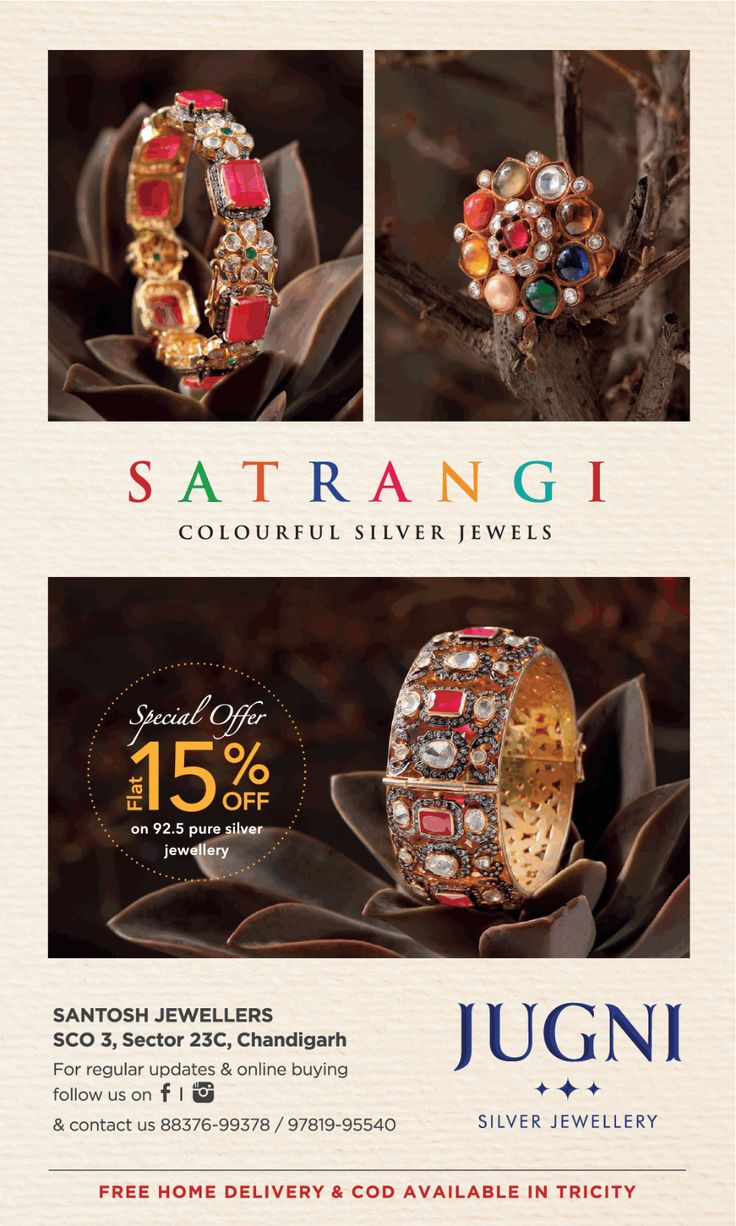 SATRANGI
COLOURFUL SILVER JEWELS
Special Offer
Flat 15% OFF
on 92.5 pure silver
jewellery
SANTOSH JEWELLERS
SCO 3, Sector 23C, Chandigarh
For regular updates & online buying
follow us on f |
& contact us 88376-99378 / 97819-95540
JUGNI
SILVER JEWELLERY
FREE HOME DELIVERY & COD AVAILABLE IN TRICITY